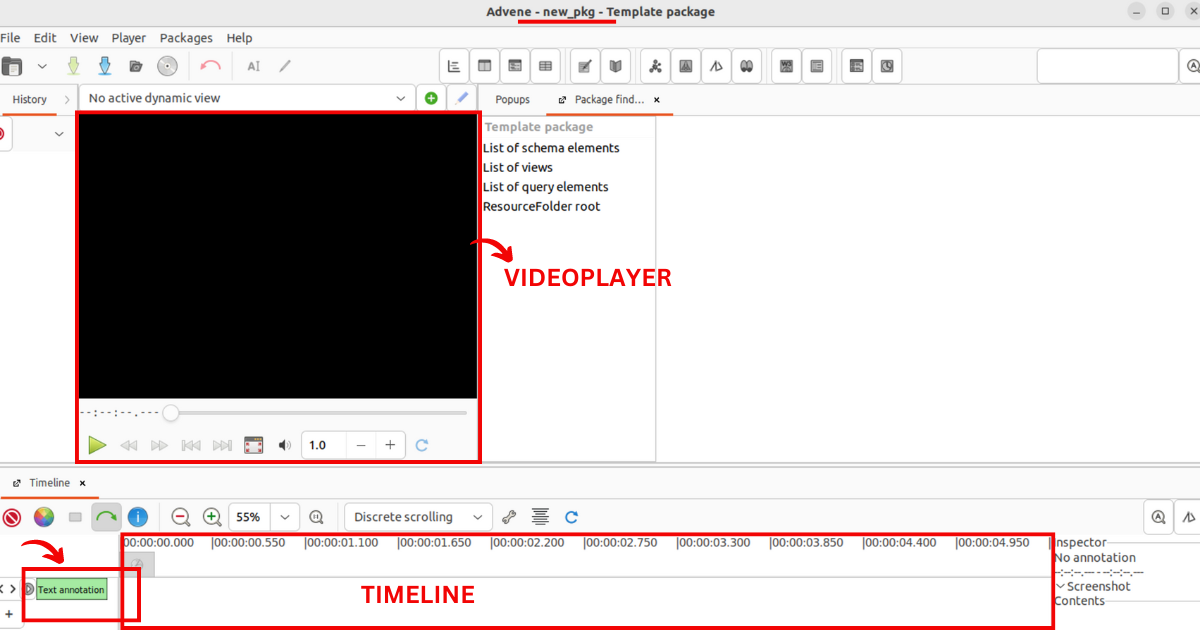 Advene - new_pkg - Template package
File Edit View Player Packages Help
AI
History
No active dynamic view
Popups
Package find...
Template package
List of schema elements
List of views
List of query elements
ResourceFolder root
VIDEOPLAYER
--:--:--.---
1.0
Timeline
55%
Discrete scrolling
00:00:00.000 |00:00:00.550 |00:00:01.100 |00:00:01.650 |00:00:02.200 |00:00:02.750 |00:00:03.300 |00:00:03.850 |00:00:04.400 |00:00:04.950
Inspector
No annotation
--:--:--.--- - --:--:--.---
Screenshot
Contents
Text annotation
TIMELINE